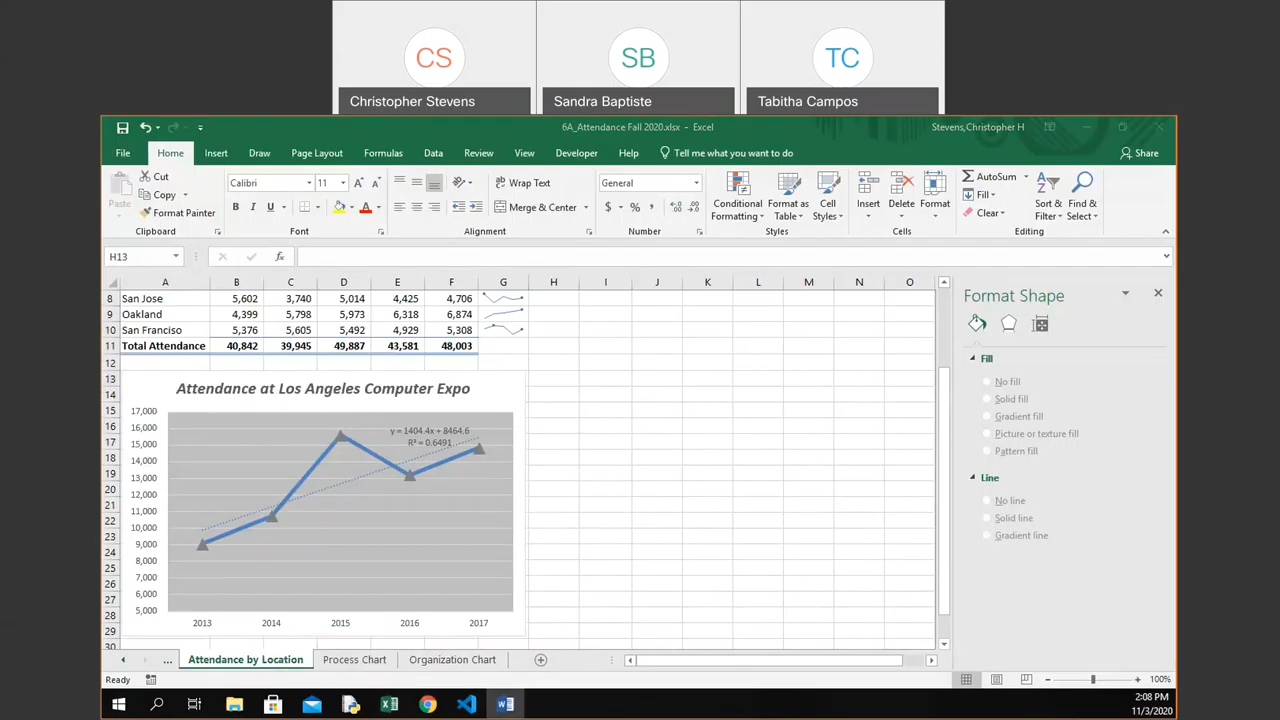 CS
SB
TC
Christopher Stevens
Sandra Baptiste
Tabitha Campos
6A_Attendance Fall 2020.xlsx - Excel
Stevens,Christopher H
File Home Insert Draw Page Layout Formulas Data Review View Developer Help Tell me what you want to do Share
Paste
Cut
Copy
Format Painter
Clipboard
Calibri 11
B I U
Font
Wrap Text
Merge & Center
Alignment
General
$ % ,
Number
Conditional Formatting
Format as Table
Cell Styles
Styles
Insert Delete Format
Cells
AutoSum
Fill
Clear
Sort & Filter
Find & Select
Editing
H13
fx
A B C D E F G H I J K L M N O
8 San Jose 5,602 3,740 5,014 4,425 4,706
9 Oakland 4,399 5,798 5,973 6,318 6,874
10 San Franciso 5,376 5,605 5,492 4,929 5,308
11 Total Attendance 40,842 39,945 49,887 43,581 48,003
12
13
14
15
16
17
18
19
20
21
22
23
24
25
26
27
28
29
30
Attendance at Los Angeles Computer Expo
17,000
16,000
15,000
14,000
13,000
12,000
11,000
10,000
9,000
8,000
7,000
6,000
5,000
y = 1404.4x + 8464.6
R² = 0.6491
2013 2014 2015 2016 2017
Format Shape
Fill
No fill
Solid fill
Gradient fill
Picture or texture fill
Pattern fill
Line
No line
Solid line
Gradient line
... Attendance by Location Process Chart Organization Chart
Ready
100%
2:08 PM
11/3/2020